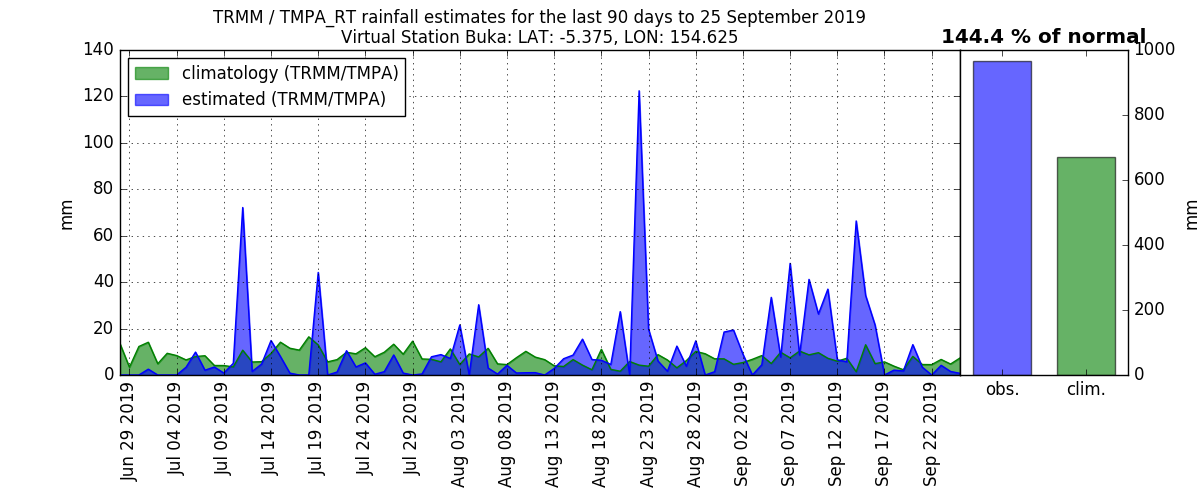 TRMM / TMPA_RT rainfall estimates for the last 90 days to 25 September 2019
Virtual Station Buka: LAT: -5.375, LON: 154.625
144.4 % of normal
climatology (TRMM/TMPA)
estimated (TRMM/TMPA)
mm
140
120
100
80
60
40
20
0
Jun 29 2019
Jul 04 2019
Jul 09 2019
Jul 14 2019
Jul 19 2019
Jul 24 2019
Jul 29 2019
Aug 03 2019
Aug 08 2019
Aug 13 2019
Aug 18 2019
Aug 23 2019
Aug 28 2019
Sep 02 2019
Sep 07 2019
Sep 12 2019
Sep 17 2019
Sep 22 2019
obs.
clim.
1000
800
600
400
200
0
mm